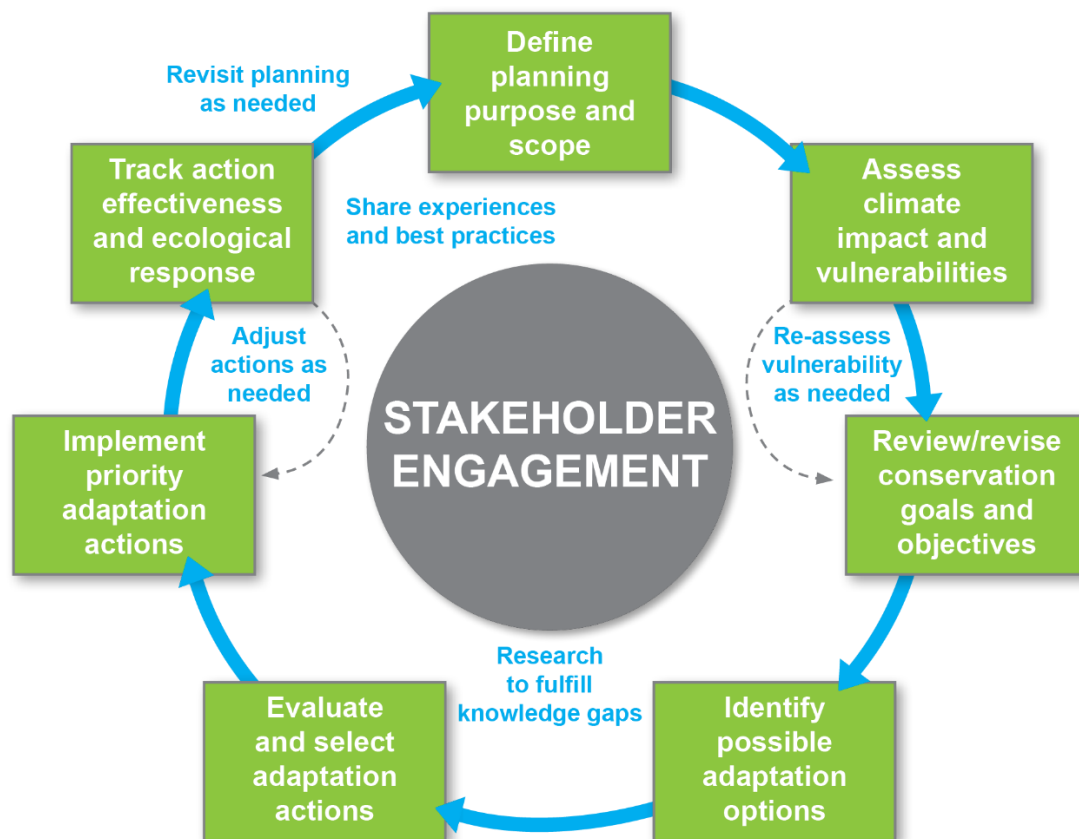 Define
planning
purpose and
scope
Revisit planning
as needed
Track action
effectiveness
and ecological
response
Share experiences
and best practices
Assess
climate
impact and
vulnerabilities
Adjust
actions as
needed
Re-assess
vulnerability
as needed
STAKEHOLDER
ENGAGEMENT
Implement
priority
adaptation
actions
Review/revise
conservation
goals and
objectives
Research
to fulfill
knowledge gaps
Evaluate
and select
adaptation
actions
Identify
possible
adaptation
options